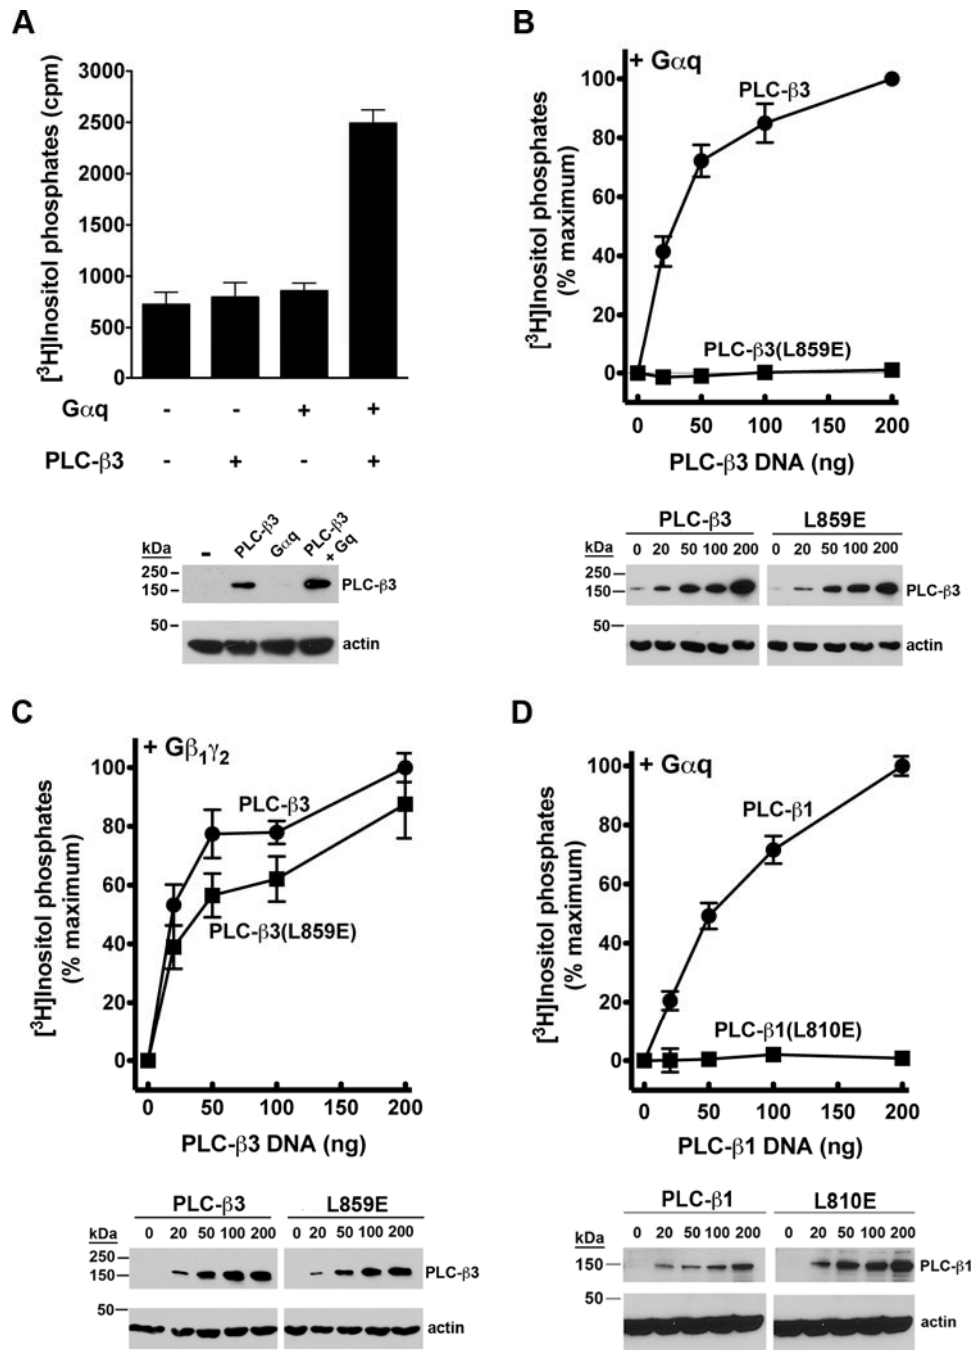 A
[³H]Inositol phosphates (cpm)
3000
2500
2000
1500
1000
500
0
Gαq - - + +
PLC-β3 - + - +
kDa - PLC-β3 Gαq PLC-β3 + Gq
250
150
PLC-β3
50
actin
B
+ Gαq
[³H]Inositol phosphates
(% maximum)
100
80
60
40
20
0
PLC-β3
PLC-β3(L859E)
0 50 100 150 200
PLC-β3 DNA (ng)
PLC-β3 L859E
kDa 0 20 50 100 200 0 20 50 100 200
250
150
PLC-β3
50
actin
C
+ Gβ₁γ₂
[³H]Inositol phosphates
(% maximum)
100
80
60
40
20
0
PLC-β3
PLC-β3(L859E)
0 50 100 150 200
PLC-β3 DNA (ng)
PLC-β3 L859E
kDa 0 20 50 100 200 0 20 50 100 200
250
150
PLC-β3
50
actin
D
+ Gαq
[³H]Inositol phosphates
(% maximum)
100
80
60
40
20
0
PLC-β1
PLC-β1(L810E)
0 50 100 150 200
PLC-β1 DNA (ng)
PLC-β1 L810E
kDa 0 20 50 100 200 0 20 50 100 200
150
PLC-β1
50
actin